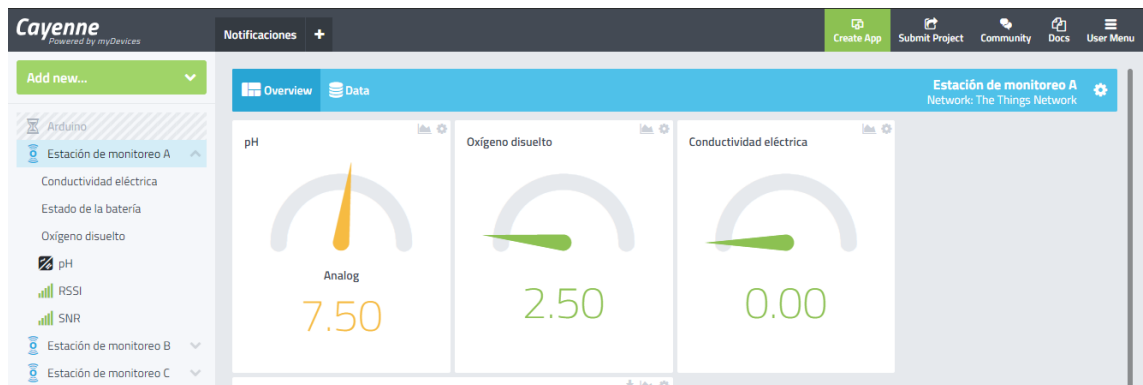 Cayenne
Powered by myDevices
Notificaciones +
Create App
Submit Project
Community
Docs
User Menu
Add new...
Overview
Data
Estación de monitoreo A
Network: The Things Network
Arduino
Estación de monitoreo A
Conductividad eléctrica
Estado de la batería
Oxígeno disuelto
pH
RSSI
SNR
Estación de monitoreo B
Estación de monitoreo C
pH
Analog
7.50
Oxígeno disuelto
2.50
Conductividad eléctrica
0.00